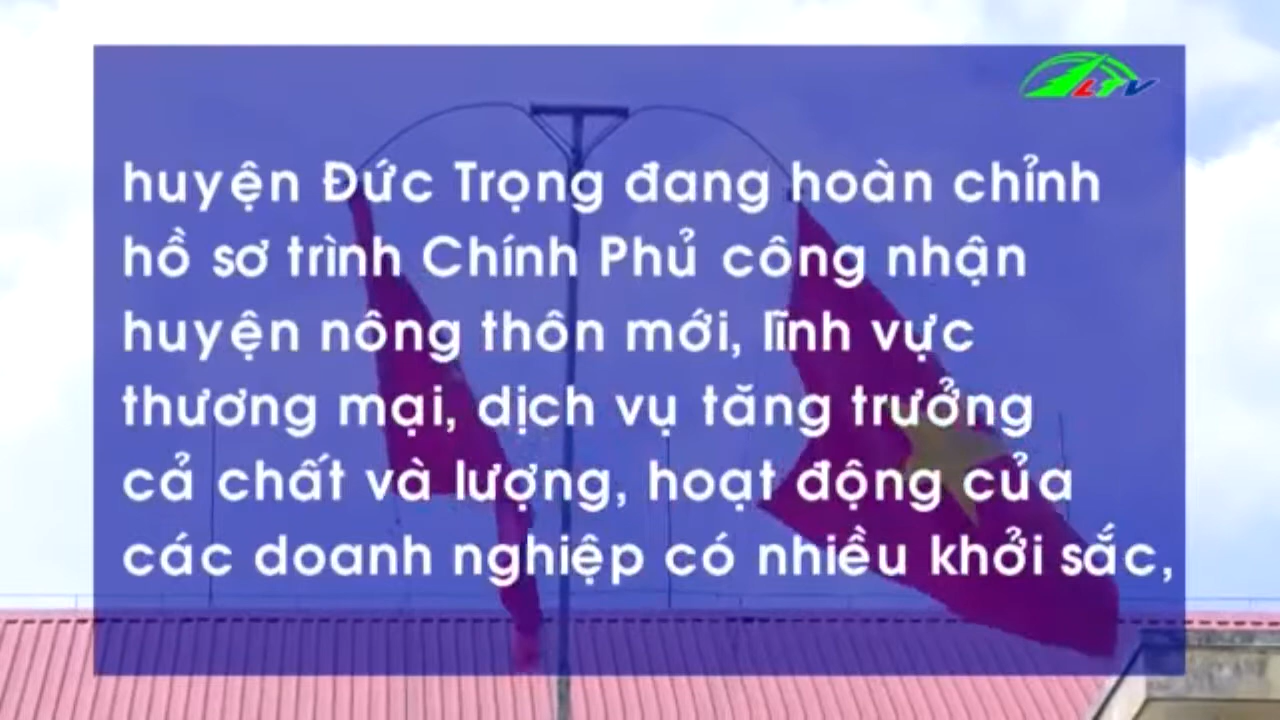 LTV
huyện Đức Trọng đang hoàn chỉnh
hồ sơ trình Chính Phủ công nhận
huyện nông thôn mới, lĩnh vực
thương mại, dịch vụ tăng trưởng
cả chất và lượng, hoạt động của
các doanh nghiệp có nhiều khởi sắc,